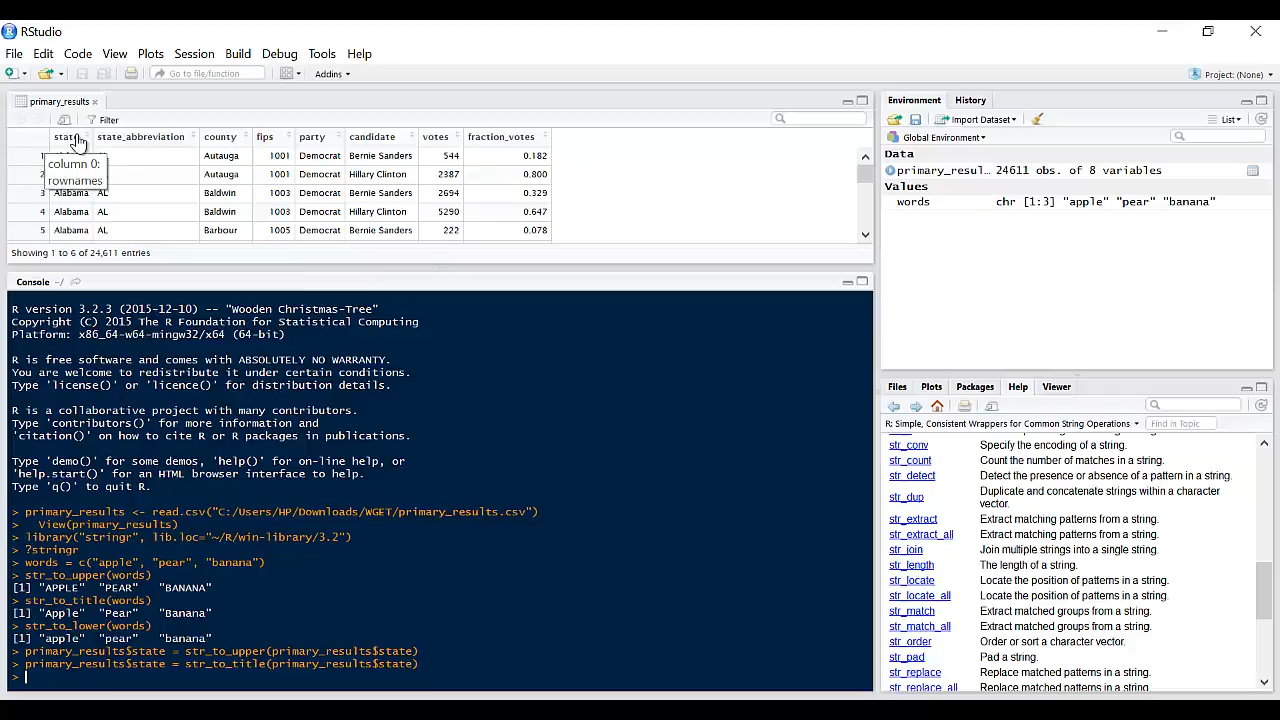 RStudio
File Edit Code View Plots Session Build Debug Tools Help
Go to file/function Addins Project: (None)
primary_results
Filter
state state_abbreviation county fips party candidate votes fraction_votes
1 Autauga 1001 Democrat Bernie Sanders 544 0.182
2 Autauga 1001 Democrat Hillary Clinton 2387 0.800
3 Alabama AL Baldwin 1003 Democrat Bernie Sanders 2694 0.329
4 Alabama AL Baldwin 1003 Democrat Hillary Clinton 5290 0.647
5 Alabama AL Barbour 1005 Democrat Bernie Sanders 222 0.078
column 0:
rownames
Showing 1 to 6 of 24,611 entries
Console ~/
R version 3.2.3 (2015-12-10) -- "Wooden Christmas-Tree"
Copyright (C) 2015 The R Foundation for Statistical Computing
Platform: x86_64-w64-mingw32/x64 (64-bit)
R is free software and comes with ABSOLUTELY NO WARRANTY.
You are welcome to redistribute it under certain conditions.
Type 'license()' or 'licence()' for distribution details.
R is a collaborative project with many contributors.
Type 'contributors()' for more information and
'citation()' on how to cite R or R packages in publications.
Type 'demo()' for some demos, 'help()' for on-line help, or
'help.start()' for an HTML browser interface to help.
Type 'q()' to quit R.
> primary_results <- read.csv("C:/Users/HP/Downloads/WGET/primary_results.csv")
> View(primary_results)
> library("stringr", lib.loc="~/R/win-library/3.2")
> ?stringr
> words = c("apple", "pear", "banana")
> str_to_upper(words)
[1] "APPLE" "PEAR" "BANANA"
> str_to_title(words)
[1] "Apple" "Pear" "Banana"
> str_to_lower(words)
[1] "apple" "pear" "banana"
> primary_results$state = str_to_upper(primary_results$state)
> primary_results$state = str_to_title(primary_results$state)
>
Environment History
Import Dataset List
Global Environment
Data
primary_resul… 24611 obs. of 8 variables
Values
words chr [1:3] "apple" "pear" "banana"
Files Plots Packages Help Viewer
R: Simple, Consistent Wrappers for Common String Operations Find in Topic
str_conv Specify the encoding of a string.
str_count Count the number of matches in a string.
str_detect Detect the presence or absence of a pattern in a string.
str_dup Duplicate and concatenate strings within a character
vector.
str_extract Extract matching patterns from a string.
str_extract_all Extract matching patterns from a string.
str_join Join multiple strings into a single string.
str_length The length of a string.
str_locate Locate the position of patterns in a string.
str_locate_all Locate the position of patterns in a string.
str_match Extract matched groups from a string.
str_match_all Extract matched groups from a string.
str_order Order or sort a character vector.
str_pad Pad a string.
str_replace Replace matched patterns in a string.
str_replace_all Replace matched patterns in a string.